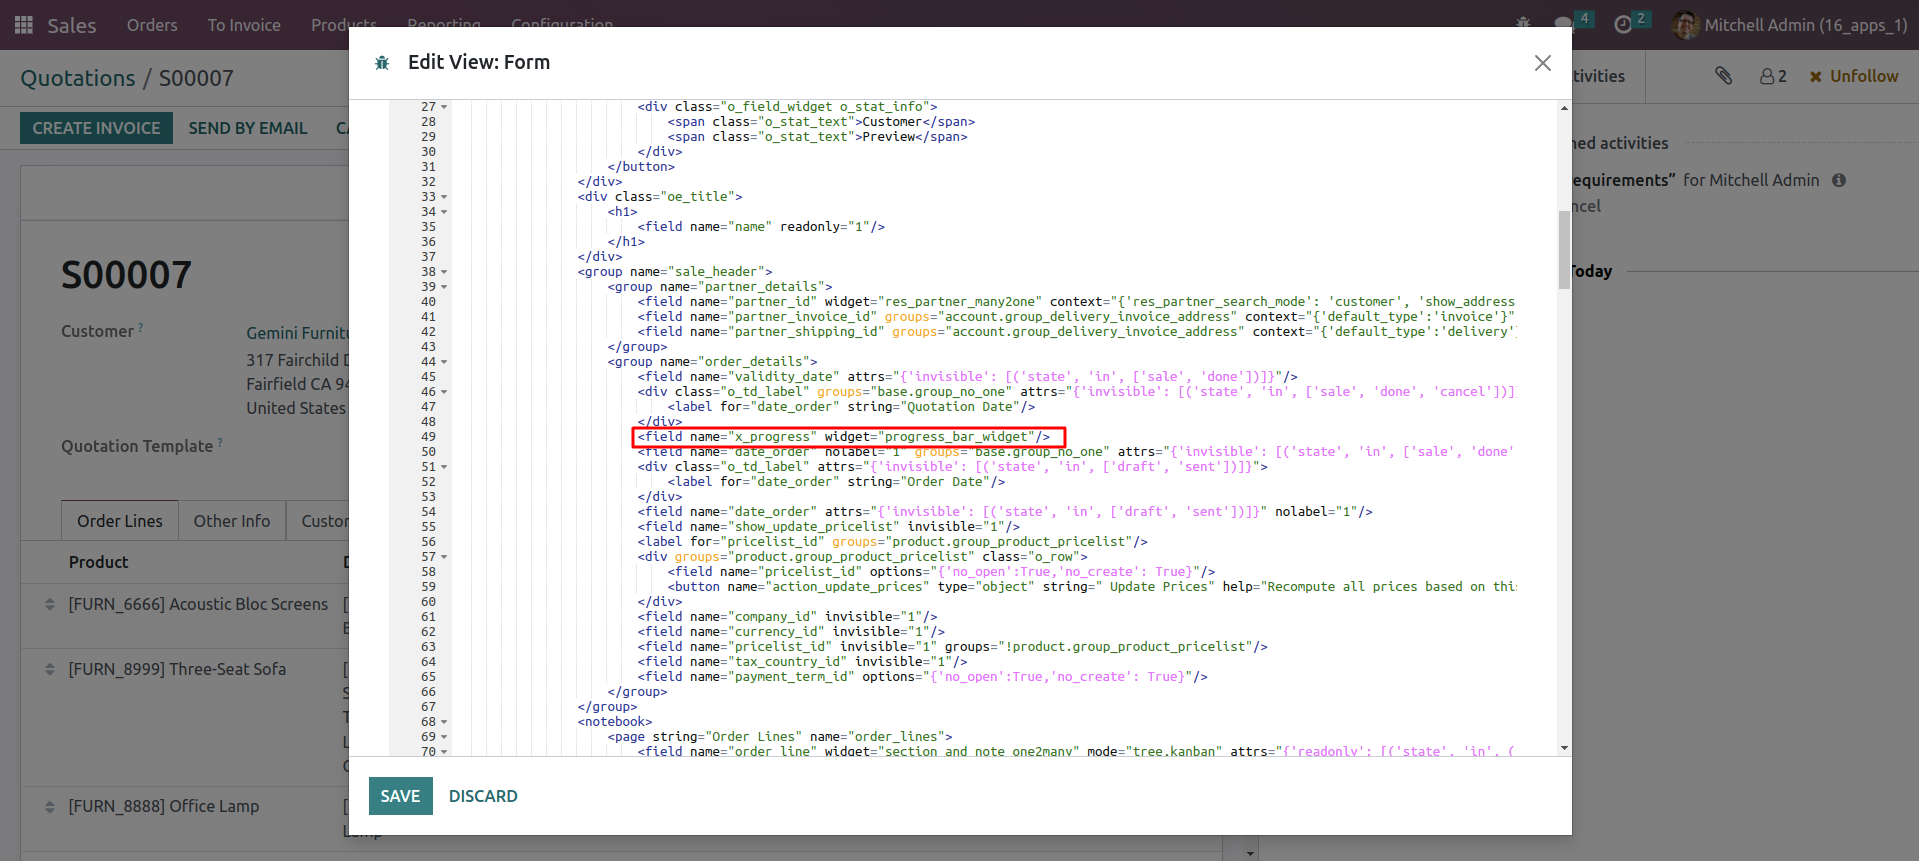 Sales Orders To Invoice Products Reporting Configuration 4 2 Mitchell Admin (16_apps_1)
Quotations / S00007
CREATE INVOICE SEND BY EMAIL
S00007
Customer ?
Gemini Furnitu
317 Fairchild D
Fairfield CA 94
United States
Quotation Template ?
Order Lines Other Info Custor
Product
[FURN_6666] Acoustic Bloc Screens
[FURN_8999] Three-Seat Sofa
[FURN_8888] Office Lamp
Lamp
Edit View: Form
27 <div class="o_field_widget o_stat_info">
28 <span class="o_stat_text">Customer</span>
29 <span class="o_stat_text">Preview</span>
30 </div>
31 </button>
32 </div>
33 <div class="oe_title">
34 <h1>
35 <field name="name" readonly="1"/>
36 </h1>
37 </div>
38 <group name="sale_header">
39 <group name="partner_details">
40 <field name="partner_id" widget="res_partner_many2one" context="{'res_partner_search_mode': 'customer', 'show_address
41 <field name="partner_invoice_id" groups="account.group_delivery_invoice_address" context="{'default_type':'invoice'}"
42 <field name="partner_shipping_id" groups="account.group_delivery_invoice_address" context="{'default_type':'delivery'}
43 </group>
44 <group name="order_details">
45 <field name="validity_date" attrs="{'invisible': [('state', 'in', ['sale', 'done'])]}"/>
46 <div class="o_td_label" groups="base.group_no_one" attrs="{'invisible': [('state', 'in', ['sale', 'done', 'cancel'])]}
47 <label for="date_order" string="Quotation Date"/>
48 </div>
49 <field name="x_progress" widget="progress_bar_widget"/>
50 <field name="date_order" nolabel="1" groups="base.group_no_one" attrs="{'invisible': [('state', 'in', ['sale', 'done'
51 <div class="o_td_label" attrs="{'invisible': [('state', 'in', ['draft', 'sent'])]}">
52 <label for="date_order" string="Order Date"/>
53 </div>
54 <field name="date_order" attrs="{'invisible': [('state', 'in', ['draft', 'sent'])]}" nolabel="1"/>
55 <field name="show_update_pricelist" invisible="1"/>
56 <label for="pricelist_id" groups="product.group_product_pricelist"/>
57 <div groups="product.group_product_pricelist" class="o_row">
58 <field name="pricelist_id" options="{'no_open':True,'no_create': True}"/>
59 <button name="action_update_prices" type="object" string=" Update Prices" help="Recompute all prices based on this
60 </div>
61 <field name="company_id" invisible="1"/>
62 <field name="currency_id" invisible="1"/>
63 <field name="pricelist_id" invisible="1" groups="!product.group_product_pricelist"/>
64 <field name="tax_country_id" invisible="1"/>
65 <field name="payment_term_id" options="{'no_open':True,'no_create': True}"/>
66 </group>
67 </group>
68 <notebook>
69 <page string="Order Lines" name="order_lines">
70 <field name="order_line" widget="section_and_note_one2many" mode="tree,kanban" attrs="{'readonly': [('state', 'in', (
SAVE DISCARD
tivities 2 Unfollow
ned activities
equirements” for Mitchell Admin
ncel
Today